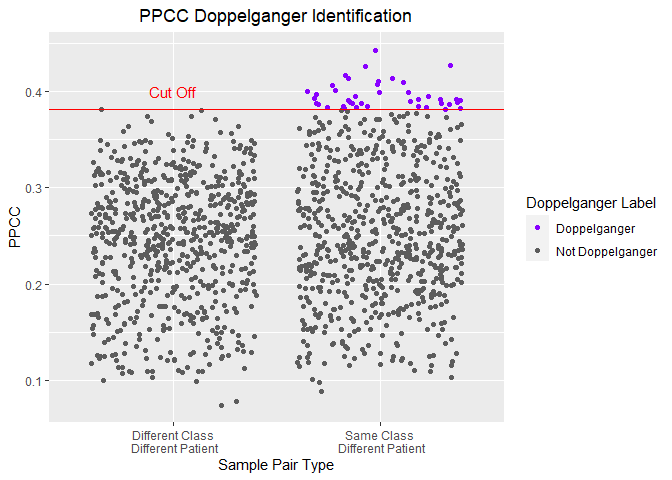 PPCC Doppelganger Identification
Cut Off
0.4
0.3
0.2
0.1
PPCC
Different Class
Different Patient
Same Class
Different Patient
Sample Pair Type
Doppelganger Label
Doppelganger
Not Doppelganger